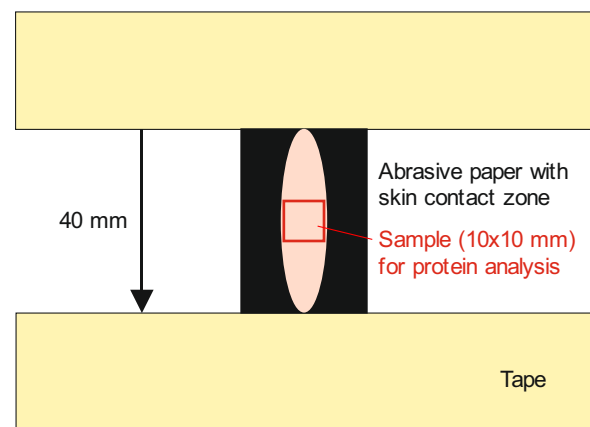 Abrasive paper with
skin contact zone
40 mm
Sample (10x10 mm)
for protein analysis
Tape